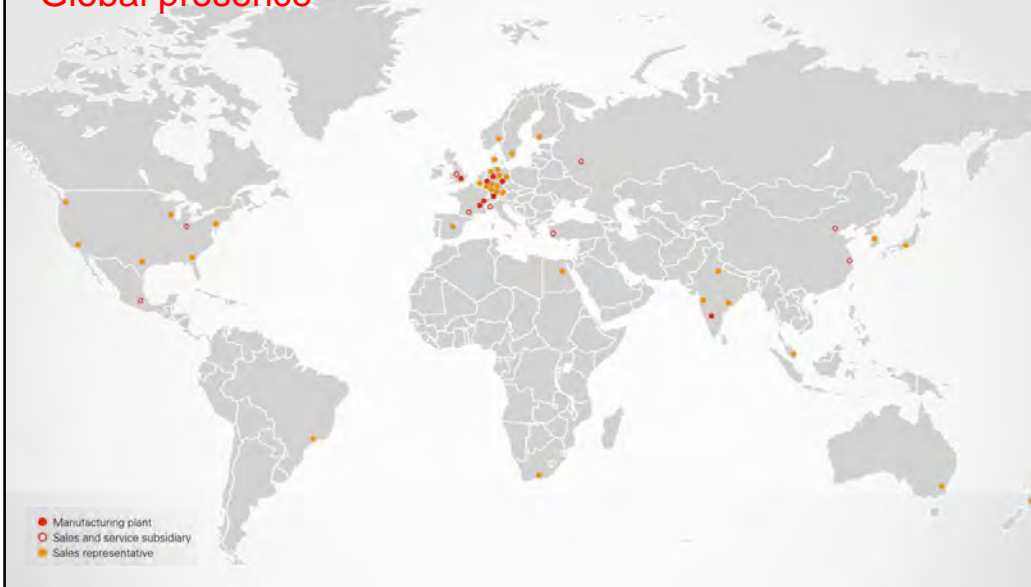 Global presence
Manufacturing plant
Sales and service subsidiary
Sales representative